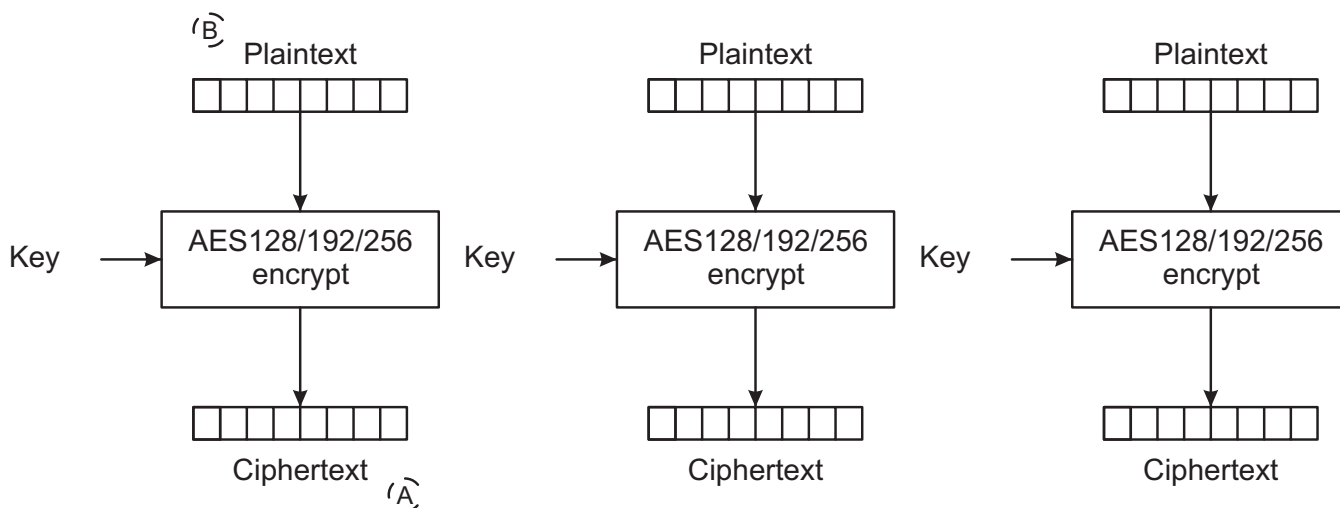 B
Plaintext Plaintext Plaintext
Key AES128/192/256 encrypt Key AES128/192/256 encrypt Key AES128/192/256 encrypt
Ciphertext Ciphertext Ciphertext
A